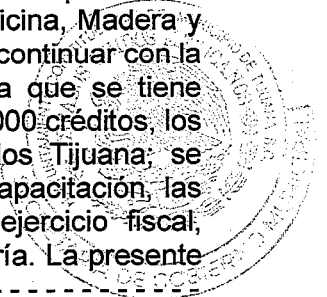 icina, Madera y
continuar con la
a que se tiene
000 créditos, los
los Tijuana; se
apacitación, las
ejercicio fiscal,
ría. La presente